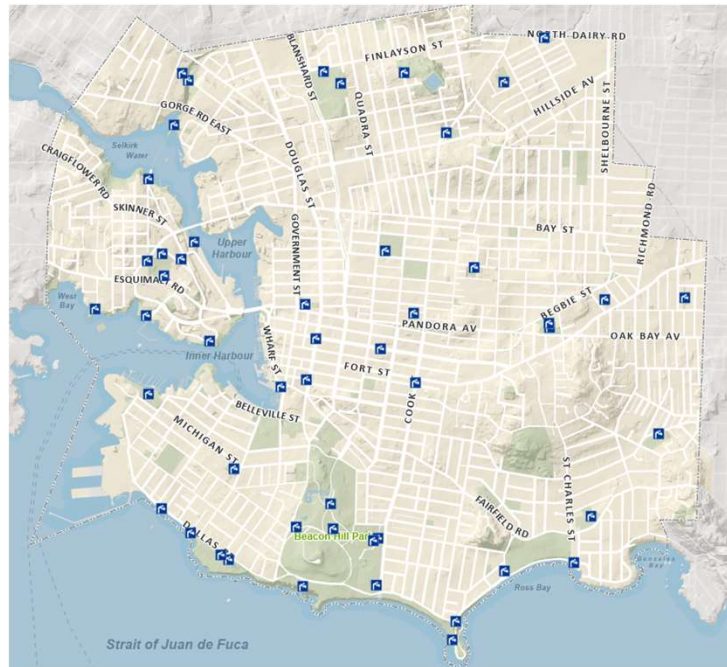 NORTH DAIRY RD
FINLAYSON ST
BLANSHARD ST
HILLSIDE AV
QUADRA ST
SHELBOURNE ST
GORGE RD EAST
Selkirk
Water
CRAIGFLOWER RD
DOUGLAS ST
RICHMOND RD
SKINNER ST
BAY ST
GOVERNMENT ST
Upper
Harbour
ESQUIMALT RD
West
Bay
BEGBIE ST
PANDORA AV
OAK BAY AV
WHARF ST
Inner Harbour
FORT ST
COOK
BELLEVILLE ST
MICHIGAN ST
ST CHARLES ST
FAIRFIELD RD
DALLAS
Beacon Hill Park
Gonzales
Bay
Ross Bay
Strait of Juan de Fuca